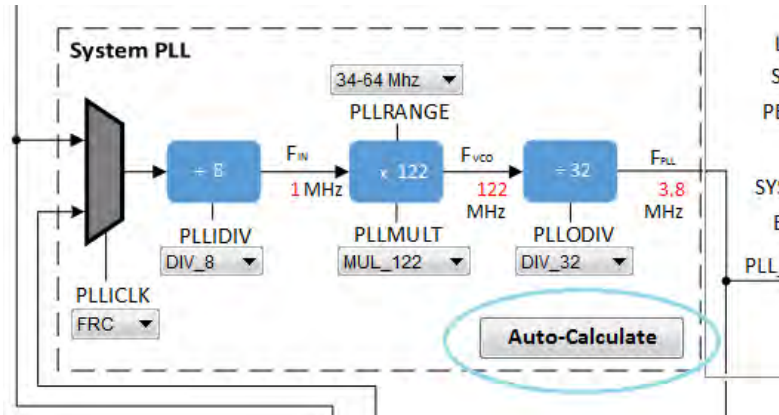 System PLL
34-64 Mhz
PLLRANGE
÷ 8
FIN
1 MHz
x 122
FVCO
122
MHz
÷ 32
FPLL
3,8
MHz
PLLIDIV
DIV_8
PLLMULT
MUL_122
PLLODIV
DIV_32
PLLICLK
FRC
Auto-Calculate
L
S
PE
SYS
E
PLL_